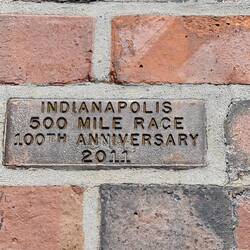 INDIANAPOLIS
500 MILE RACE
100TH ANNIVERSARY
2011